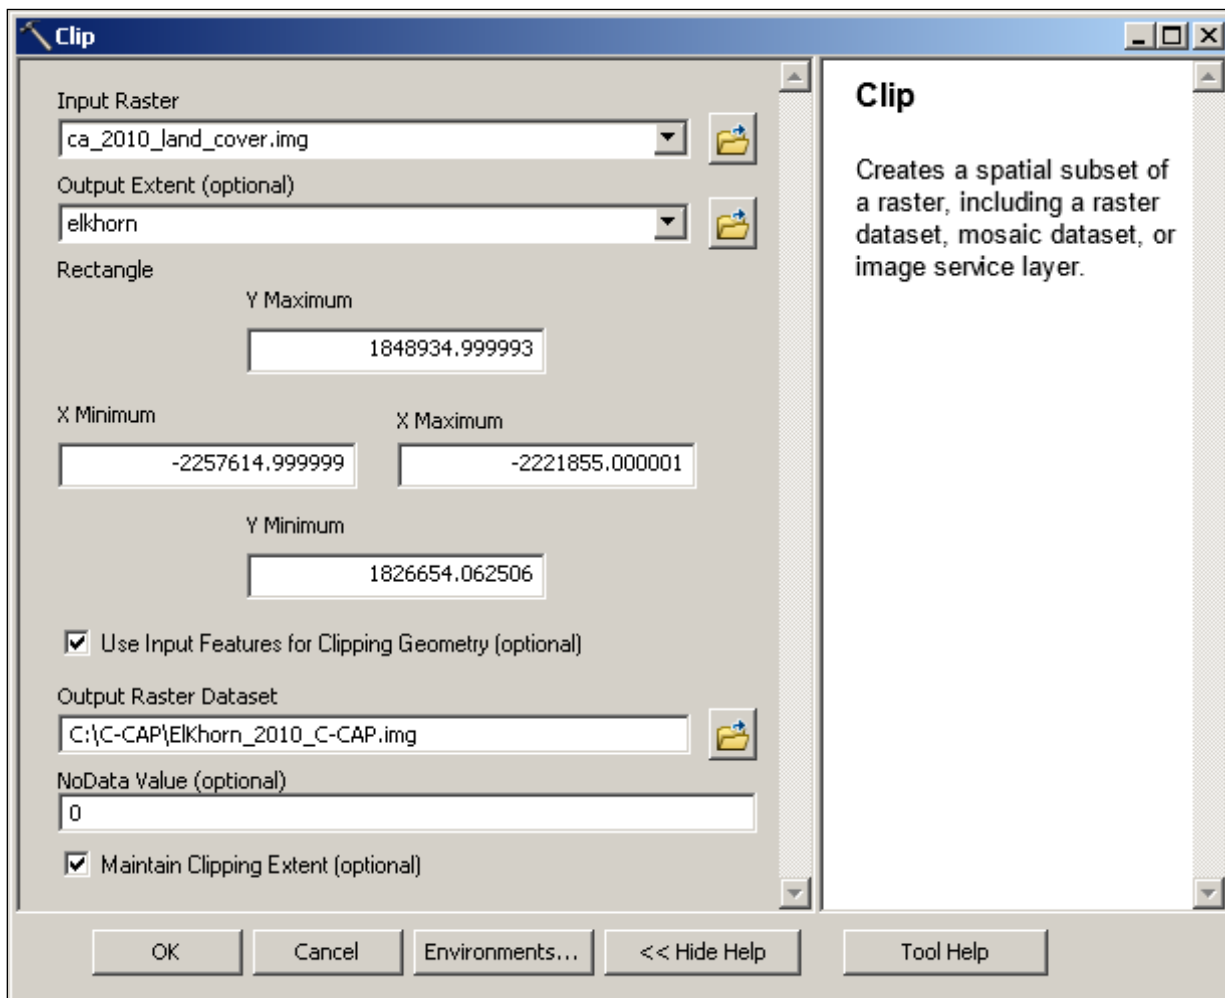 Clip
Input Raster
ca_2010_land_cover.img
Output Extent (optional)
elkhorn
Rectangle
Y Maximum
1848934.999993
X Minimum
X Maximum
-2257614.999999
-2221855.000001
Y Minimum
1826654.062506
Use Input Features for Clipping Geometry (optional)
Output Raster Dataset
C:\C-CAP\ElKhorn_2010_C-CAP.img
NoData Value (optional)
0
Maintain Clipping Extent (optional)
OK
Cancel
Environments...
<< Hide Help
Clip
Creates a spatial subset of
a raster, including a raster
dataset, mosaic dataset, or
image service layer.
Tool Help